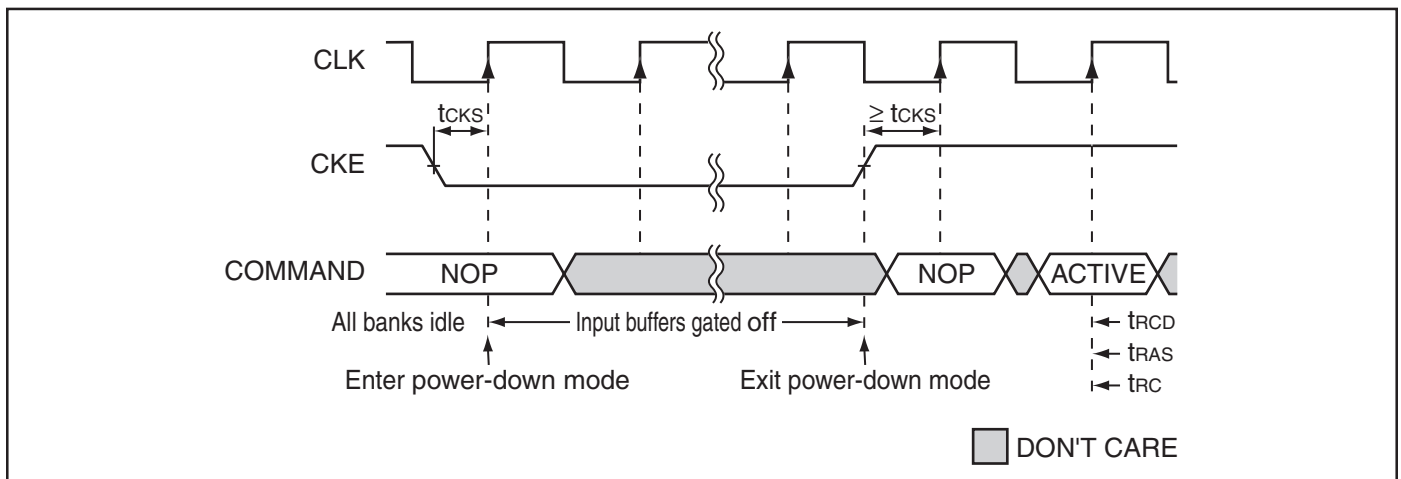 CLK
tCKS
≥ tCKS
CKE
COMMAND
NOP
NOP
ACTIVE
All banks idle
Input buffers gated off
tRCD
tRAS
Enter power-down mode
Exit power-down mode
tRC
DON'T CARE